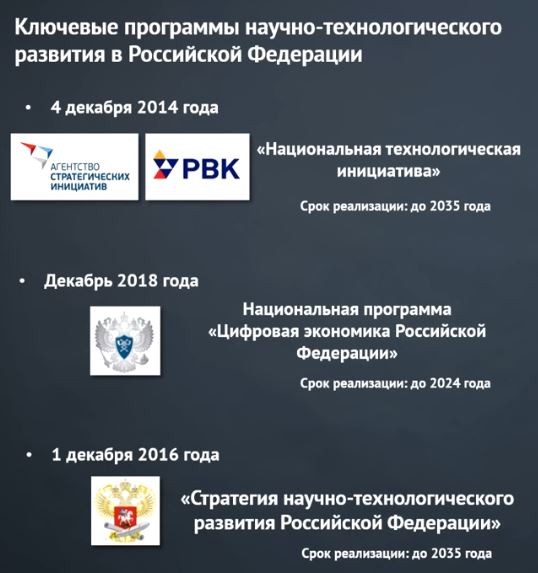 Ключевые программы научно-технологического
развития в Российской Федерации
• 4 декабря 2014 года
АГЕНТСТВО
СТРАТЕГИЧЕСКИХ
ИНИЦИАТИВ
РВК
«Национальная технологическая
инициатива»
Срок реализации: до 2035 года
• Декабрь 2018 года
Национальная программа
«Цифровая экономика Российской
Федерации»
Срок реализации: до 2024 года
• 1 декабря 2016 года
«Стратегия научно-технологического
развития Российской Федерации»
Срок реализации: до 2035 года